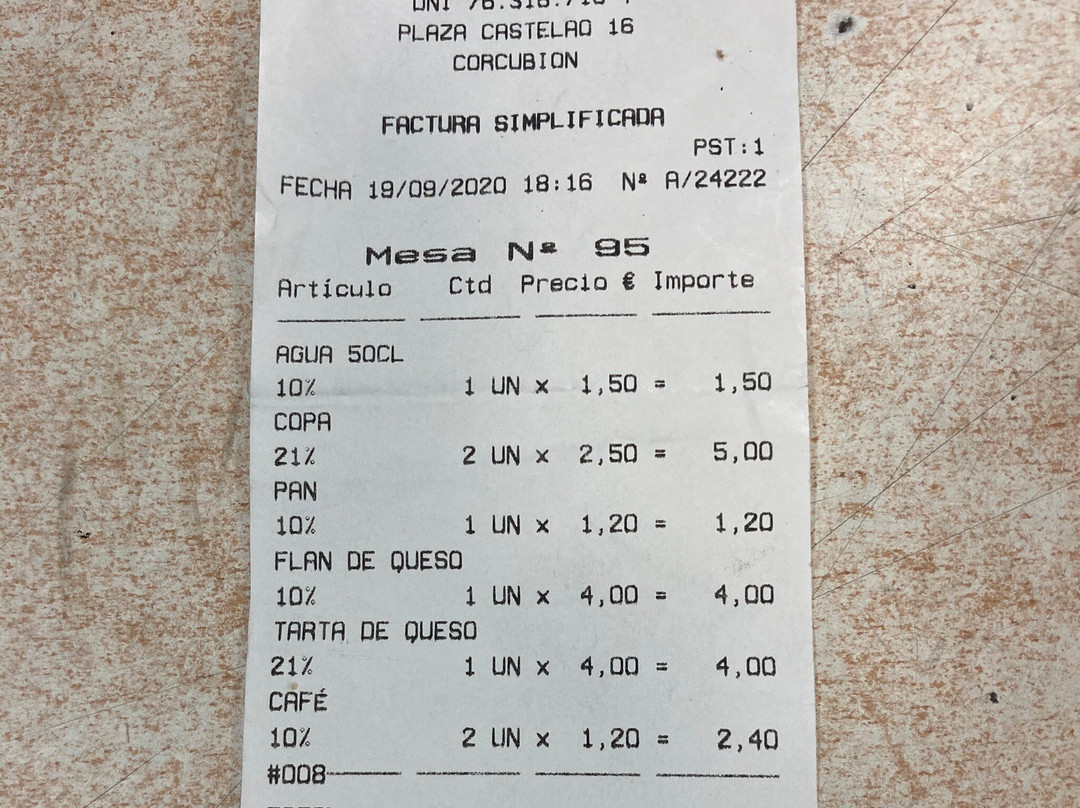 DNI
PLAZA CASTELAO 16
CORCUBION
FACTURA SIMPLIFICADA
PST:1
FECHA 19/09/2020 18:16 Nº A/24222
Mesa Nº 95
Artículo Ctd Precio € Importe
AGUA 50CL
10% 1 UN x 1,50 = 1,50
COPA
21% 2 UN x 2,50 = 5,00
PAN
10% 1 UN x 1,20 = 1,20
FLAN DE QUESO
10% 1 UN x 4,00 = 4,00
TARTA DE QUESO
21% 1 UN x 4,00 = 4,00
CAFÉ
10% 2 UN x 1,20 = 2,40
#008